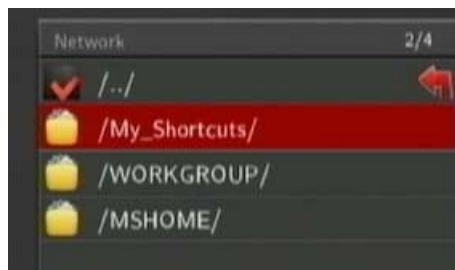 Network 2/4
/../
/My_Shortcuts/
/WORKGROUP/
/MSHOME/